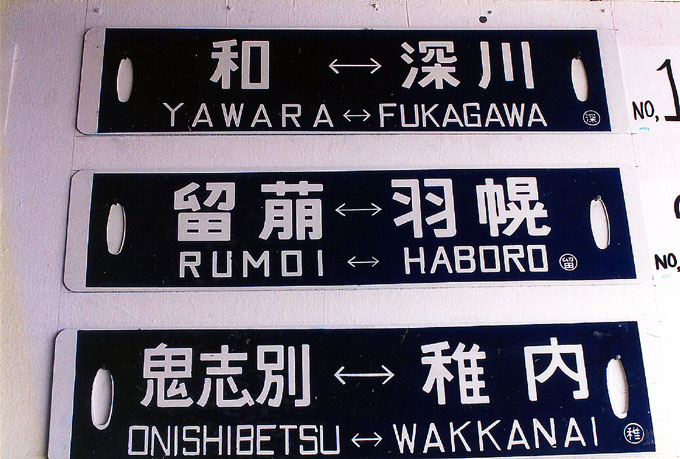 和 ↔ 深川
YAWARA ↔ FUKAGAWA 深
NO, 1
留萠 ↔ 羽幌
RUMOI ↔ HABORO 留
NO,
鬼志別 ↔ 稚内
ONISHIBETSU ↔ WAKKANAI 稚